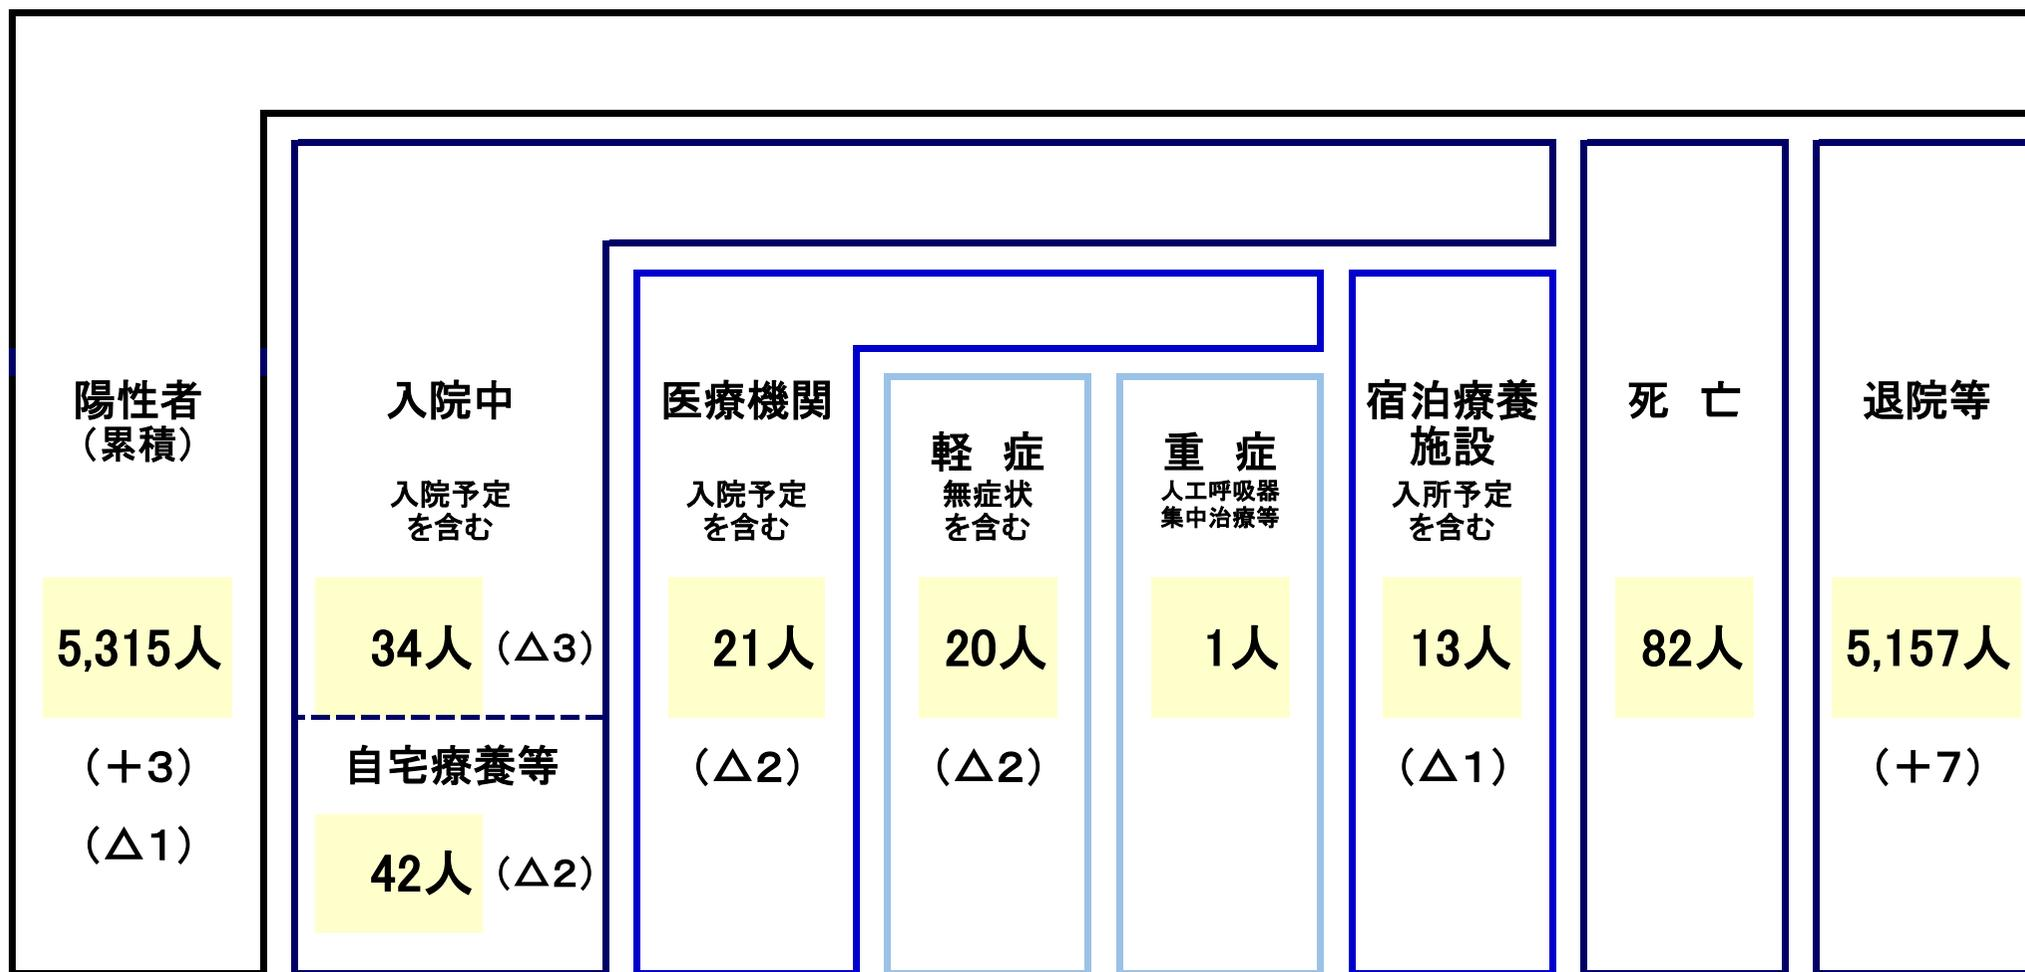 陽性者
（累積）
5,315人
（＋3）
（△1）
入院中
入院予定
を含む
34人
（△3）
自宅療養等
42人
（△2）
医療機関
入院予定
を含む
21人
（△2）
軽 症
無症状
を含む
20人
（△2）
重 症
人工呼吸器
集中治療等
1人
宿泊療養
施設
入所予定
を含む
13人
（△1）
死 亡
82人
退院等
5,157人
（＋7）